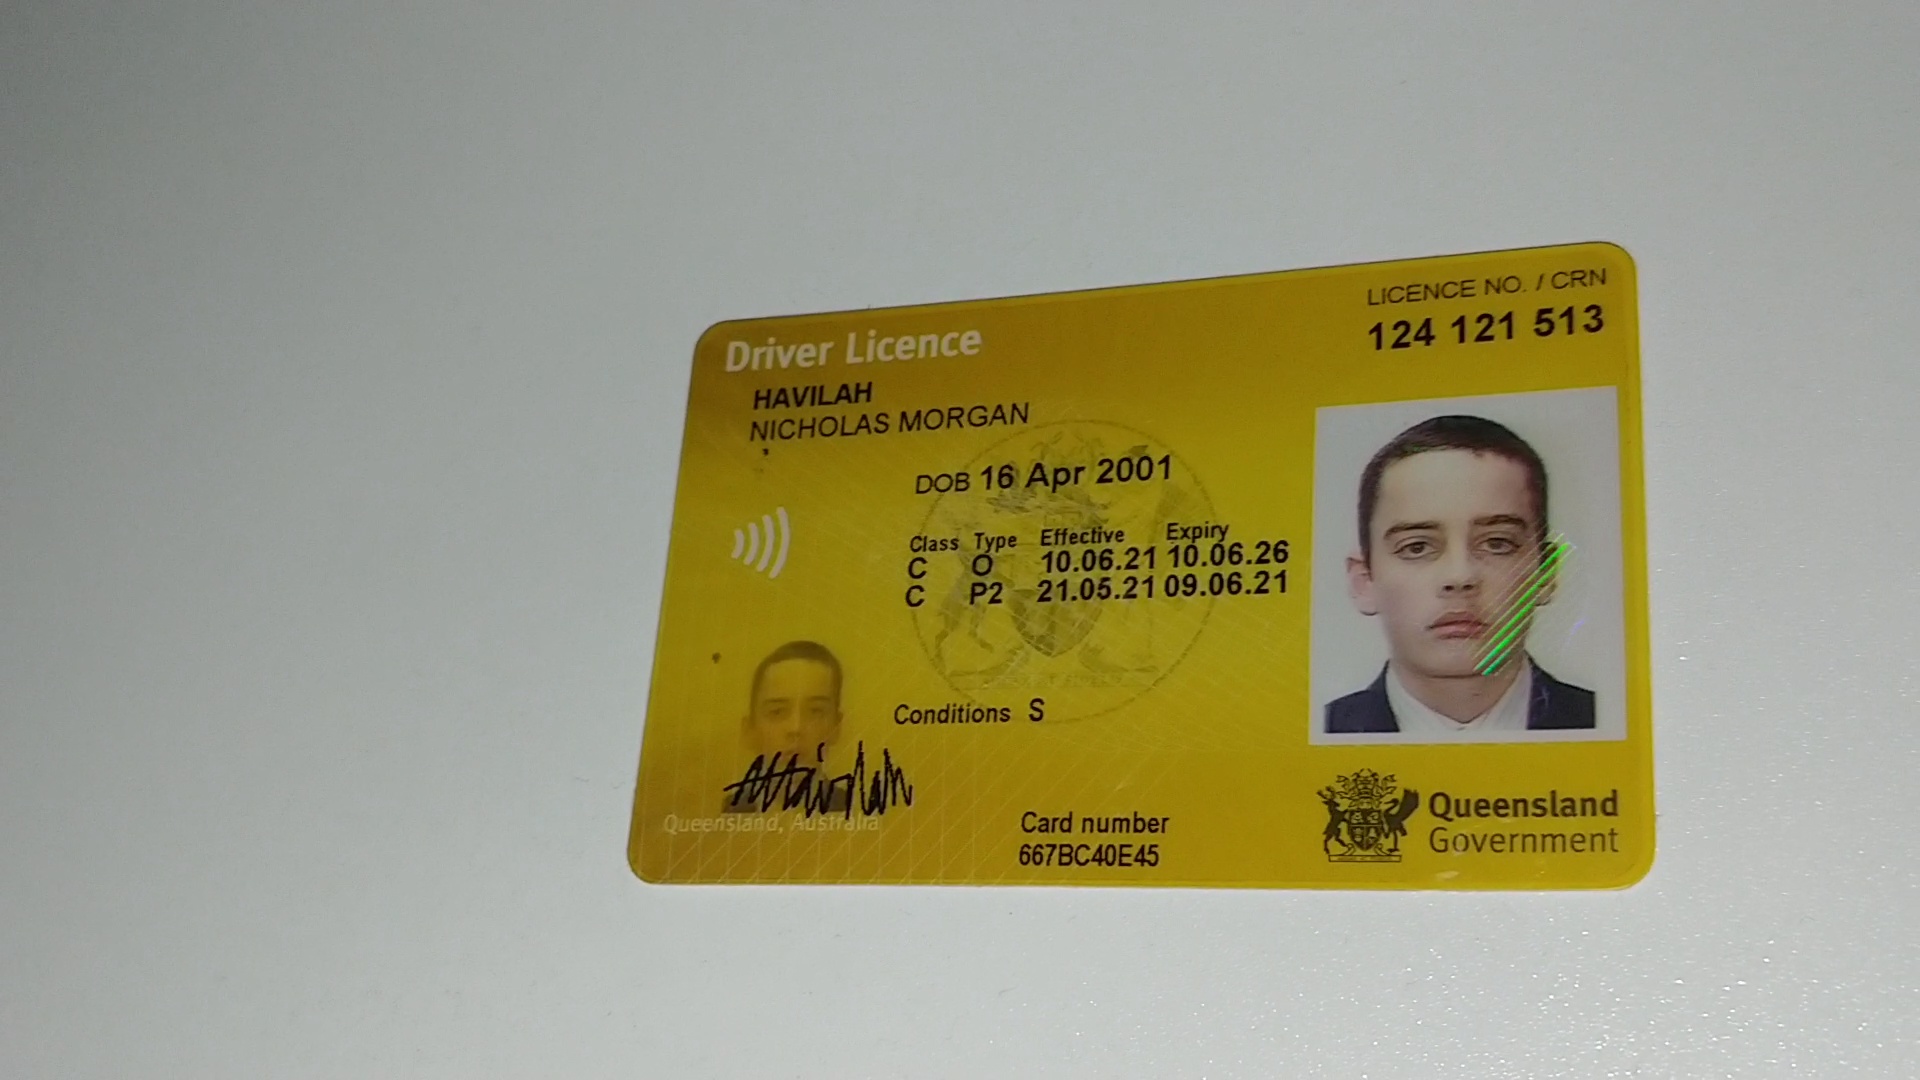 Driver Licence
LICENCE NO. / CRN
124 121 513
HAVILAH
NICHOLAS MORGAN
DOB 16 Apr 2001
Class Type Effective Expiry
C O 10.06.21 10.06.26
C P2 21.05.21 09.06.21
Conditions S
Queensland, Australia
Card number
667BC40E45
Queensland
Government